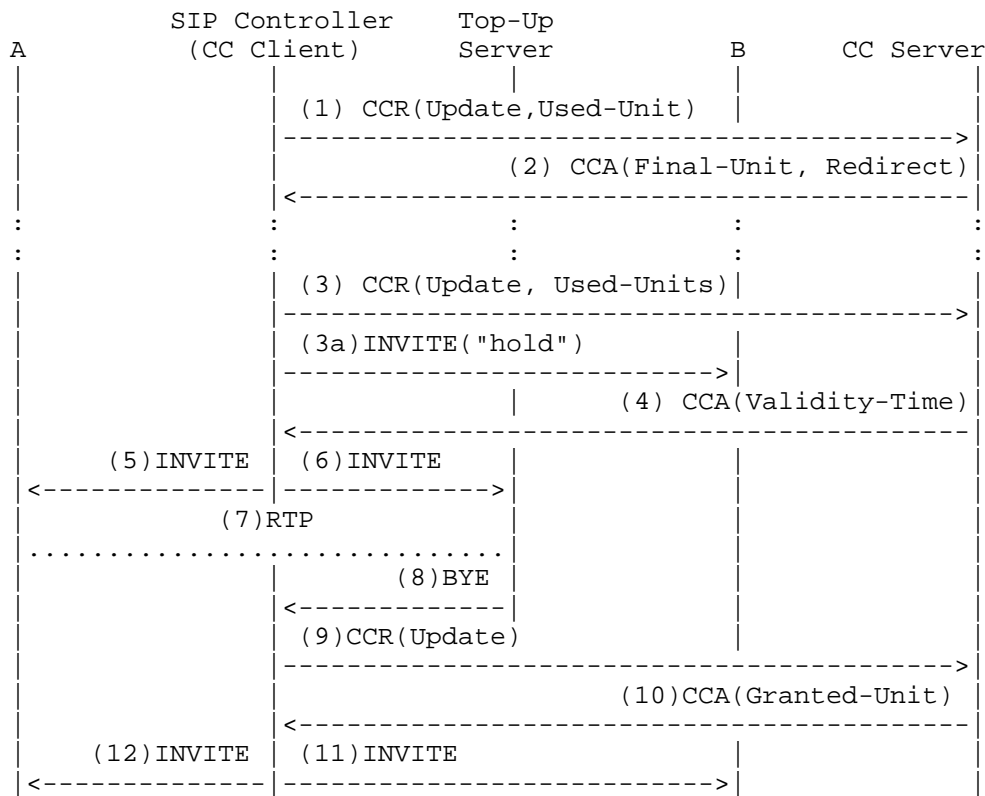 SIP Controller Top-Up
A (CC Client) Server B CC Server
(1) CCR(Update,Used-Unit)
(2) CCA(Final-Unit, Redirect)
: : : : :
: : : : :
(3) CCR(Update, Used-Units)
(3a)INVITE("hold")
(4) CCA(Validity-Time)
(5)INVITE (6)INVITE
(7)RTP
(8)BYE
(9)CCR(Update)
(10)CCA(Granted-Unit)
(12)INVITE (11)INVITE